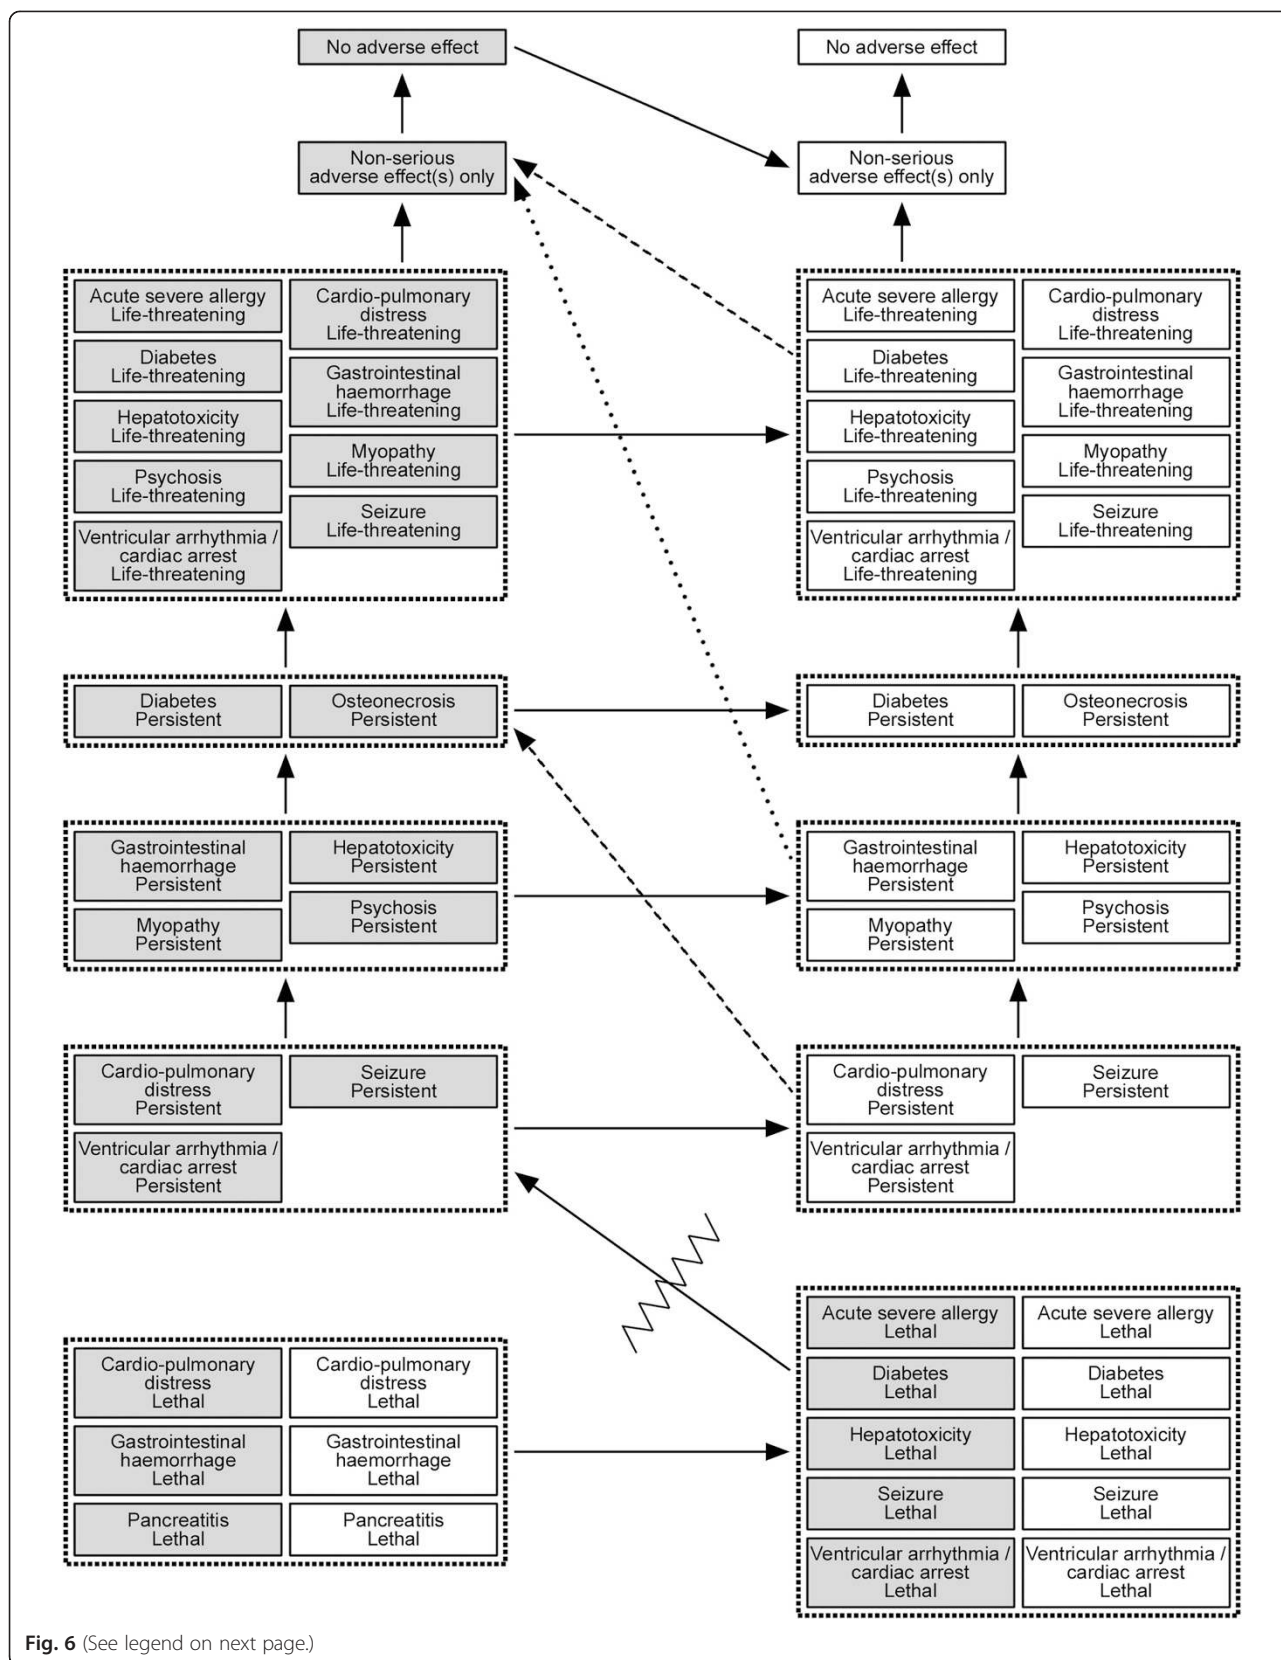 No adverse effect
No adverse effect
Non-serious
adverse effect(s) only
Non-serious
adverse effect(s) only
Acute severe allergy
Life-threatening
Diabetes
Life-threatening
Hepatotoxicity
Life-threatening
Psychosis
Life-threatening
Ventricular arrhythmia /
cardiac arrest
Life-threatening
Cardio-pulmonary
distress
Life-threatening
Gastrointestinal
haemorrhage
Life-threatening
Myopathy
Life-threatening
Seizure
Life-threatening
Acute severe allergy
Life-threatening
Diabetes
Life-threatening
Hepatotoxicity
Life-threatening
Psychosis
Life-threatening
Ventricular arrhythmia /
cardiac arrest
Life-threatening
Cardio-pulmonary
distress
Life-threatening
Gastrointestinal
haemorrhage
Life-threatening
Myopathy
Life-threatening
Seizure
Life-threatening
Diabetes
Persistent
Osteonecrosis
Persistent
Diabetes
Persistent
Osteonecrosis
Persistent
Gastrointestinal
haemorrhage
Persistent
Myopathy
Persistent
Hepatotoxicity
Persistent
Psychosis
Persistent
Gastrointestinal
haemorrhage
Persistent
Myopathy
Persistent
Hepatotoxicity
Persistent
Psychosis
Persistent
Cardio-pulmonary
distress
Persistent
Ventricular arrhythmia /
cardiac arrest
Persistent
Seizure
Persistent
Cardio-pulmonary
distress
Persistent
Ventricular arrhythmia /
cardiac arrest
Persistent
Seizure
Persistent
Cardio-pulmonary
distress
Lethal
Gastrointestinal
haemorrhage
Lethal
Pancreatitis
Lethal
Cardio-pulmonary
distress
Lethal
Gastrointestinal
haemorrhage
Lethal
Pancreatitis
Lethal
Acute severe allergy
Lethal
Diabetes
Lethal
Hepatotoxicity
Lethal
Seizure
Lethal
Ventricular arrhythmia /
cardiac arrest
Lethal
Acute severe allergy
Lethal
Diabetes
Lethal
Hepatotoxicity
Lethal
Seizure
Lethal
Ventricular arrhythmia /
cardiac arrest
Lethal
Fig. 6 (See legend on next page.)